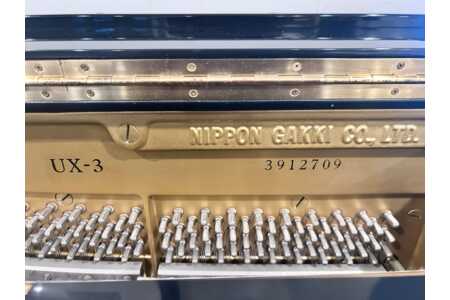 NIPPON GAKKI CO., LTD.
UX-3 3912709